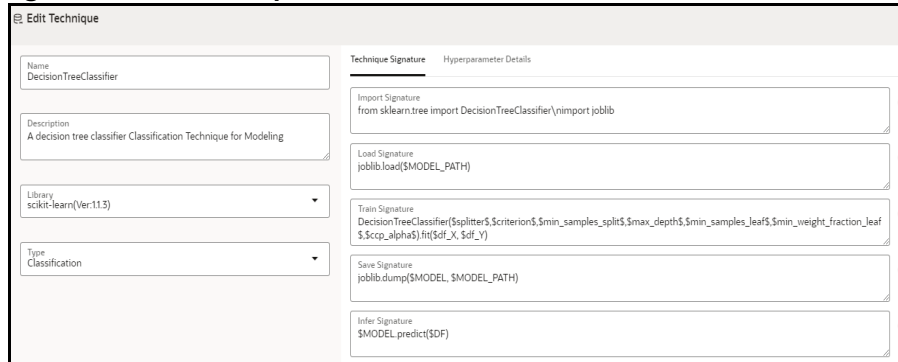 Edit Technique
Name
DecisionTreeClassifier
Description
A decision tree classifier Classification Technique for Modeling
Library
scikit-learn(Ver:1.1.3)
Type
Classification
Technique Signature
Hyperparameter Details
Import Signature
from sklearn.tree import DecisionTreeClassifier\nimport joblib
Load Signature
joblib.load($MODEL_PATH)
Train Signature
DecisionTreeClassifier($splitter$,$criterion$,$min_samples_split$,$max_depth$,$min_samples_leaf$,$min_weight_fraction_leaf
$,$ccp_alpha$).fit($df_X, $df_Y)
Save Signature
joblib.dump($MODEL, $MODEL_PATH)
Infer Signature
$MODEL.predict($DF)